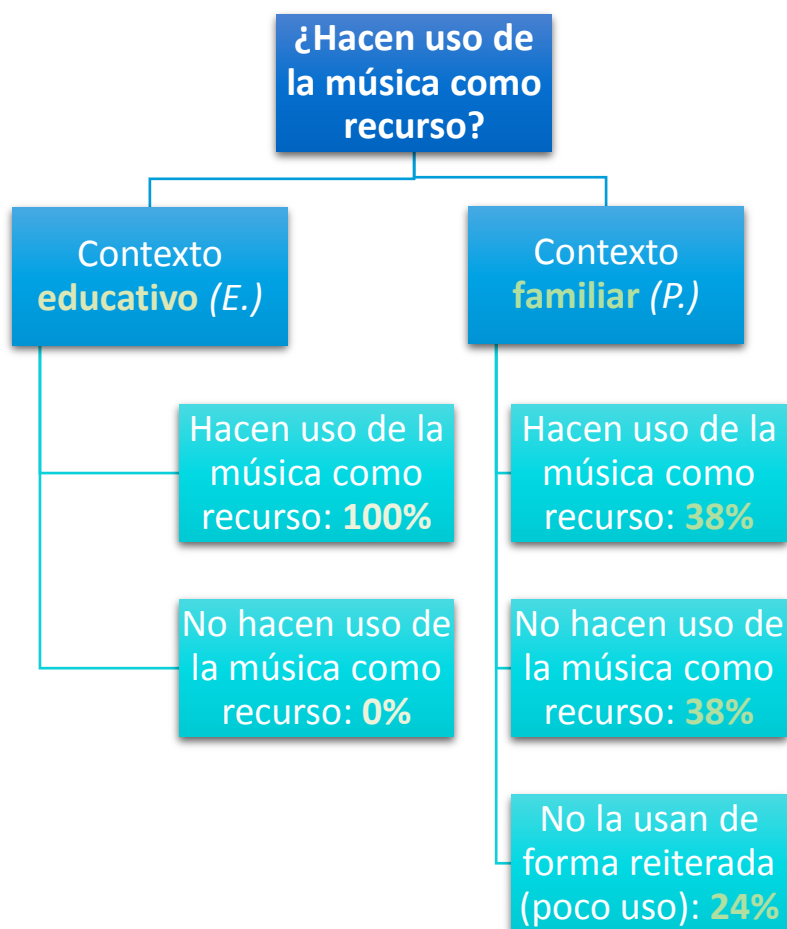 ¿Hacen uso de
la música como
recurso?
Contexto
educativo (E.)
Contexto
familiar (P.)
Hacen uso de la
música como
recurso: 100%
Hacen uso de la
música como
recurso: 38%
No hacen uso de
la música como
recurso: 0%
No hacen uso de
la música como
recurso: 38%
No la usan de
forma reiterada
(poco uso): 24%